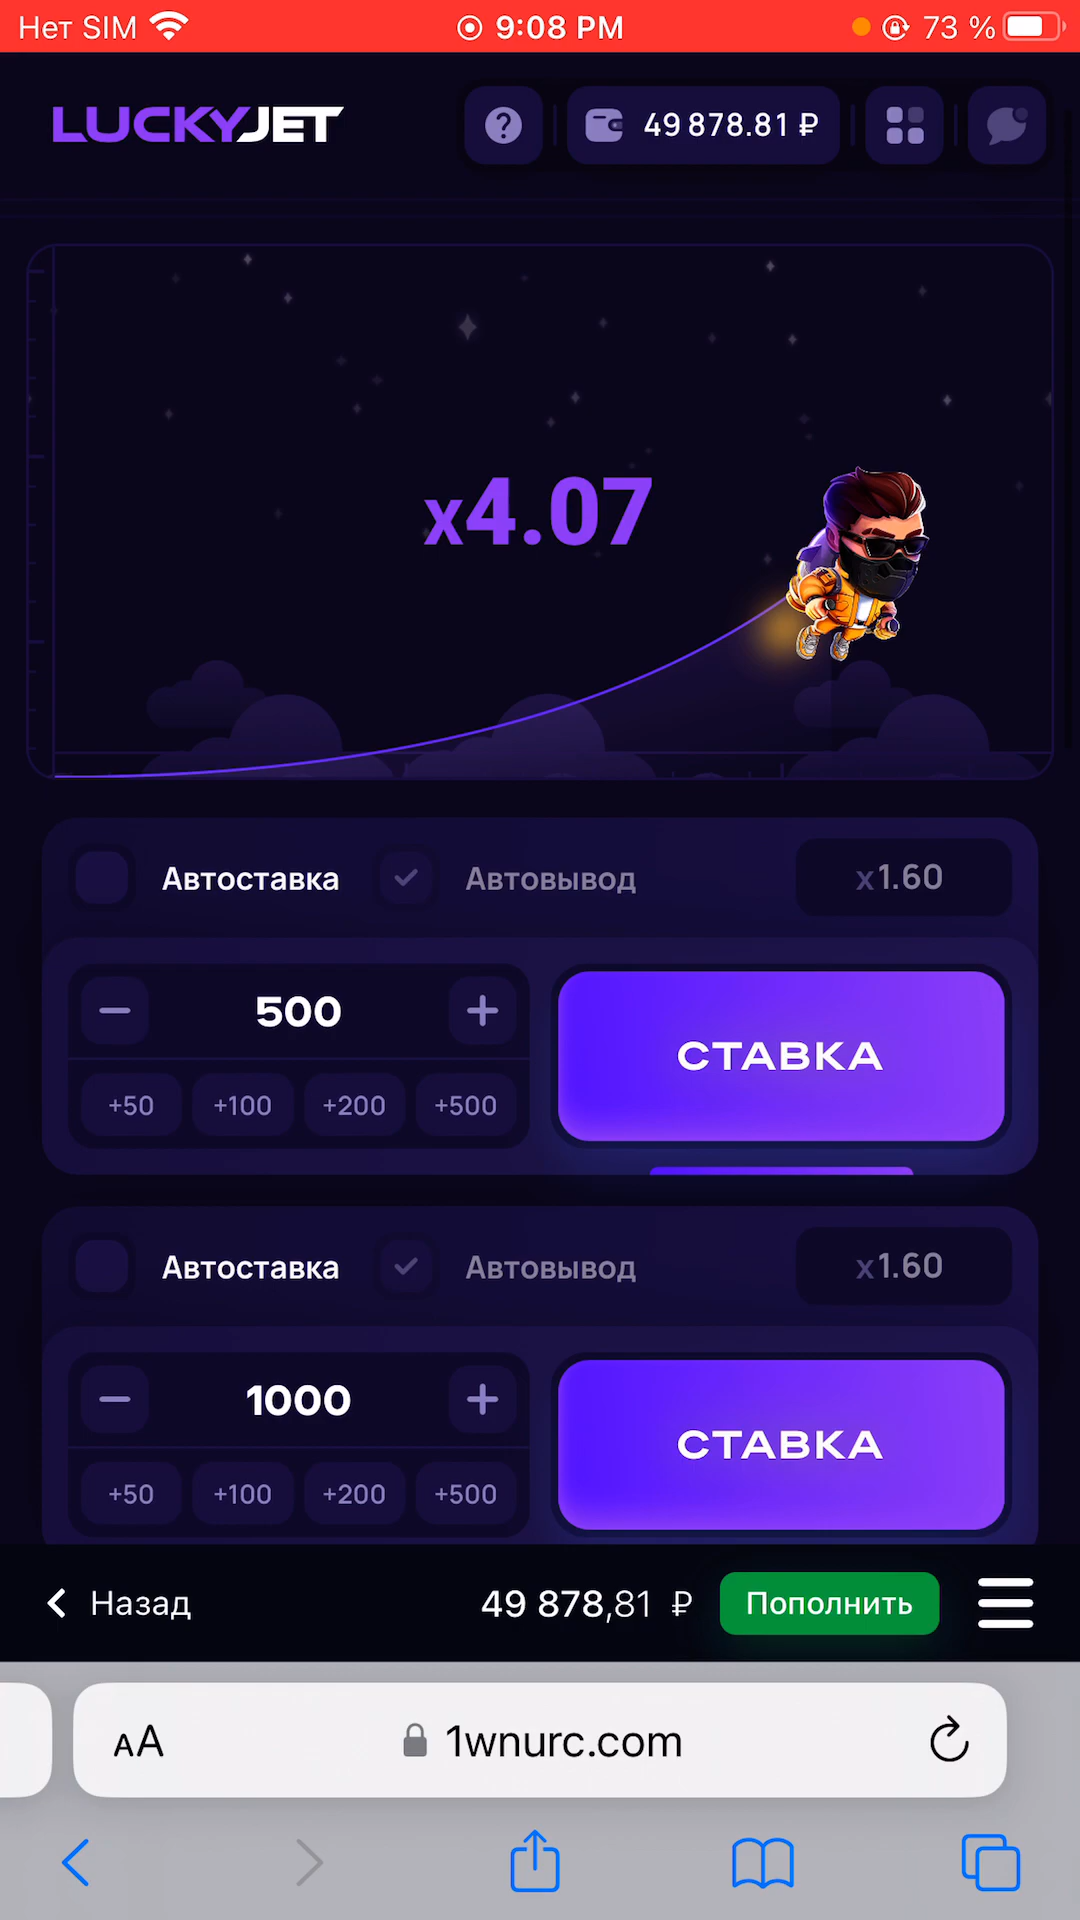 Нет SIM 9:08 PM 73 %
LUCKYJET ? 49 878.81 ₽
x4.07
Автоставка Автовывод x1.60
500
СТАВКА
+50 +100 +200 +500
Автоставка Автовывод x1.60
1000
СТАВКА
+50 +100 +200 +500
Назад 49 878,81 ₽ Пополнить
AA 1wnurc.com